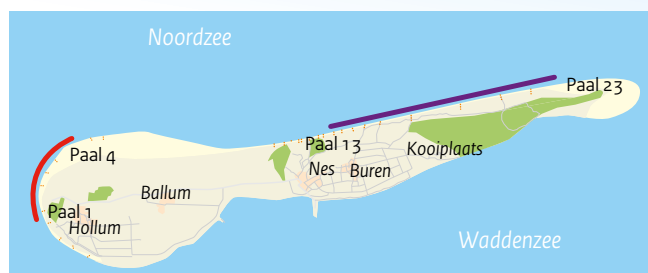 Noordzee
Paal 23
Paal 13
Paal 4
Kooiplaats
Nes
Buren
Ballum
Paal 1
Hollum
Waddenzee